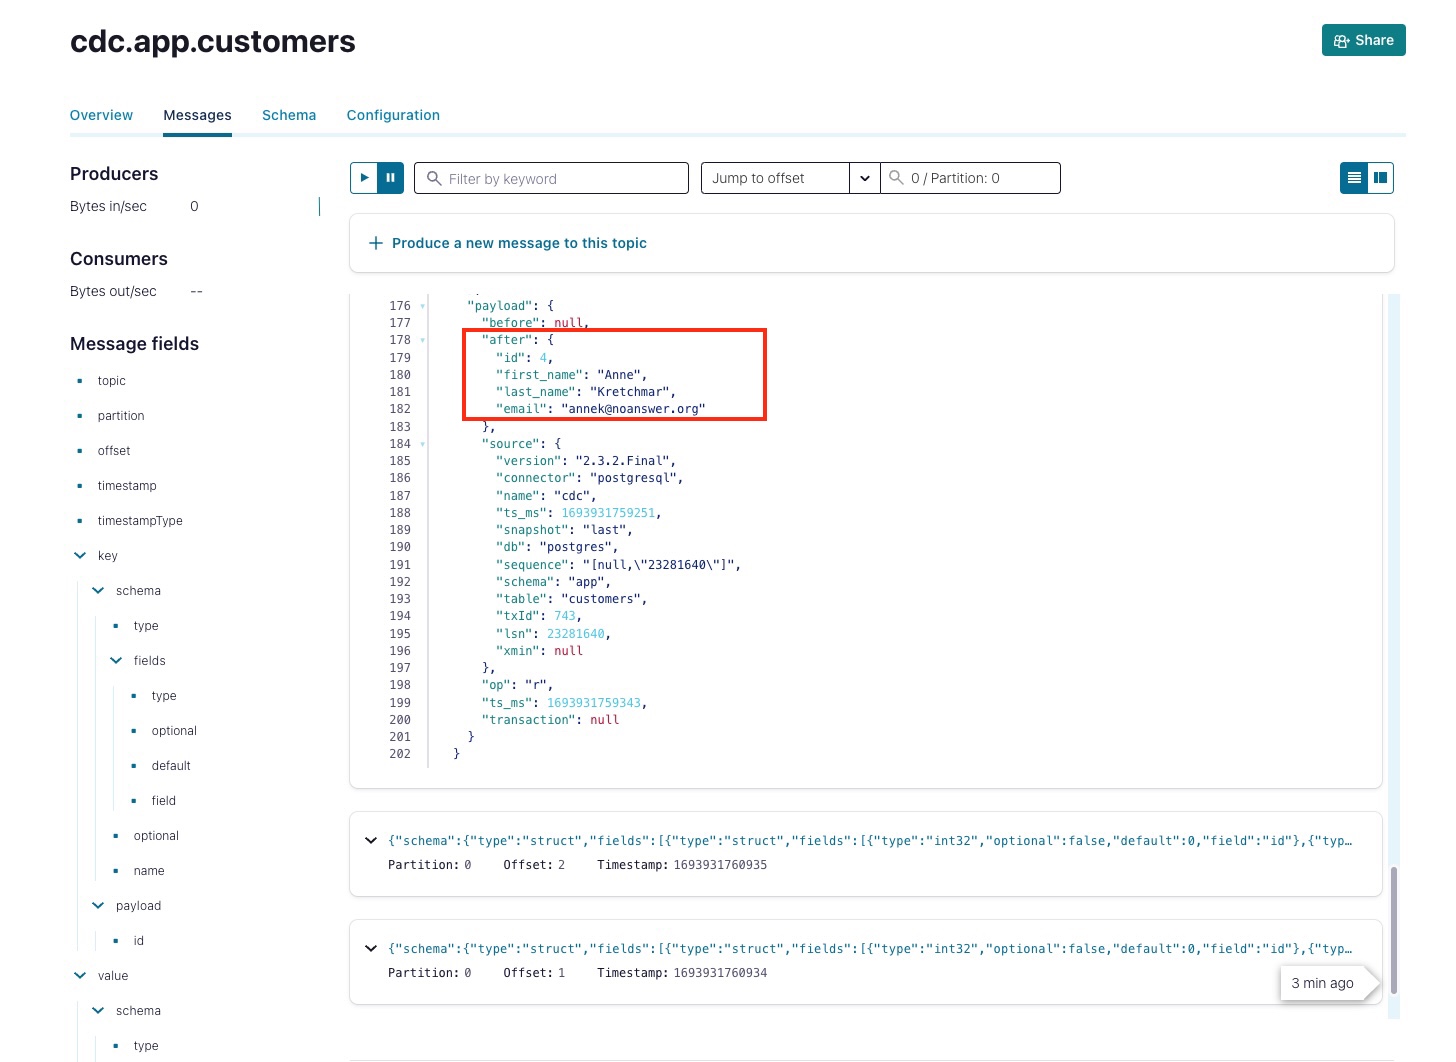 cdc.app.customers
Share
Overview
Messages
Schema
Configuration
Producers
Bytes in/sec 0
Consumers
Bytes out/sec --
Message fields
topic
partition
offset
timestamp
timestampType
key
schema
type
fields
type
optional
default
field
optional
name
payload
id
value
schema
type
Filter by keyword
Jump to offset
0 / Partition: 0
Produce a new message to this topic
176 "payload": {
177 "before": null,
178 "after": {
179 "id": 4,
180 "first_name": "Anne",
181 "last_name": "Kretchmar",
182 "email": "annek@noanswer.org"
183 },
184 "source": {
185 "version": "2.3.2.Final",
186 "connector": "postgresql",
187 "name": "cdc",
188 "ts_ms": 1693931759251,
189 "snapshot": "last",
190 "db": "postgres",
191 "sequence": "[null,\"23281640\"]",
192 "schema": "app",
193 "table": "customers",
194 "txId": 743,
195 "lsn": 23281640,
196 "xmin": null
197 },
198 "op": "r",
199 "ts_ms": 1693931759343,
200 "transaction": null
201 }
202 }
{"schema":{"type":"struct","fields":[{"type":"struct","fields":[{"type":"int32","optional":false,"default":0,"field":"id"},{"typ…
Partition: 0 Offset: 2 Timestamp: 1693931760935
{"schema":{"type":"struct","fields":[{"type":"struct","fields":[{"type":"int32","optional":false,"default":0,"field":"id"},{"typ…
Partition: 0 Offset: 1 Timestamp: 1693931760934
3 min ago